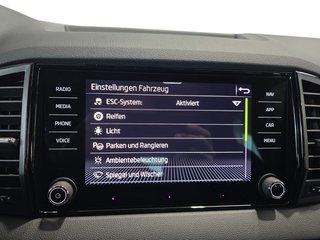 RADIO
MEDIA
PHONE
VOICE
Einstellungen Fahrzeug
ESC-System: Aktiviert
Reifen
Licht
Parken und Rangieren
Ambientebeleuchtung
Spiegel und Wischer
NAV
APP
CAR
MENU